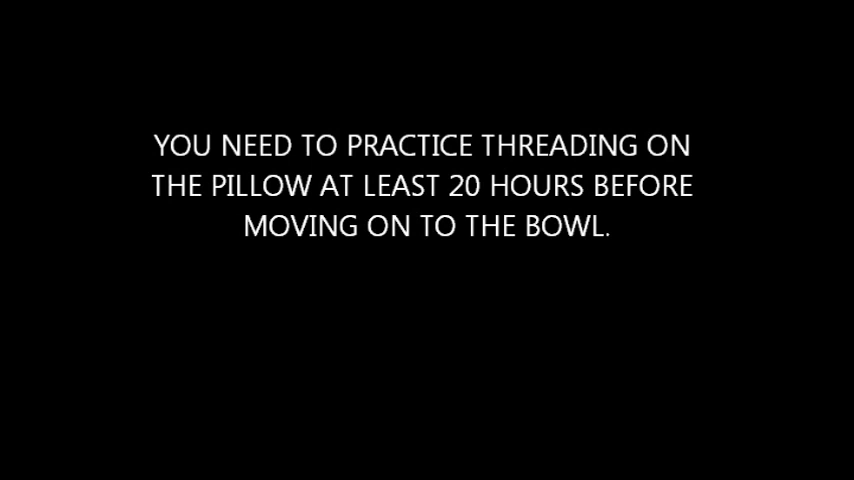 YOU NEED TO PRACTICE THREADING ON
THE PILLOW AT LEAST 20 HOURS BEFORE
MOVING ON TO THE BOWL.